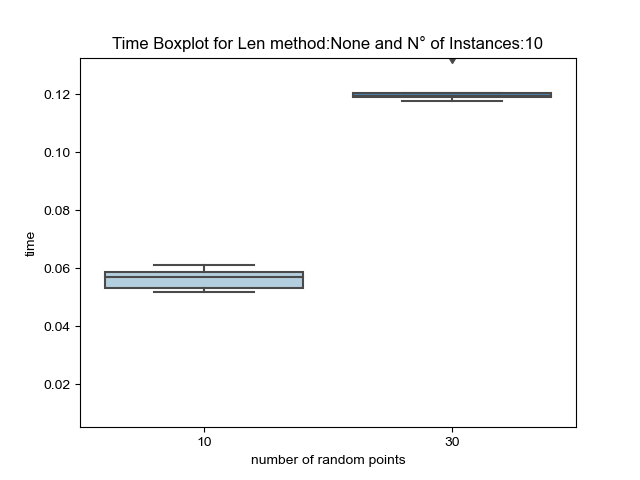 Time Boxplot for Len method:None and N° of Instances:10
0.12
0.10
0.08
0.06
0.04
0.02
time
10
30
number of random points